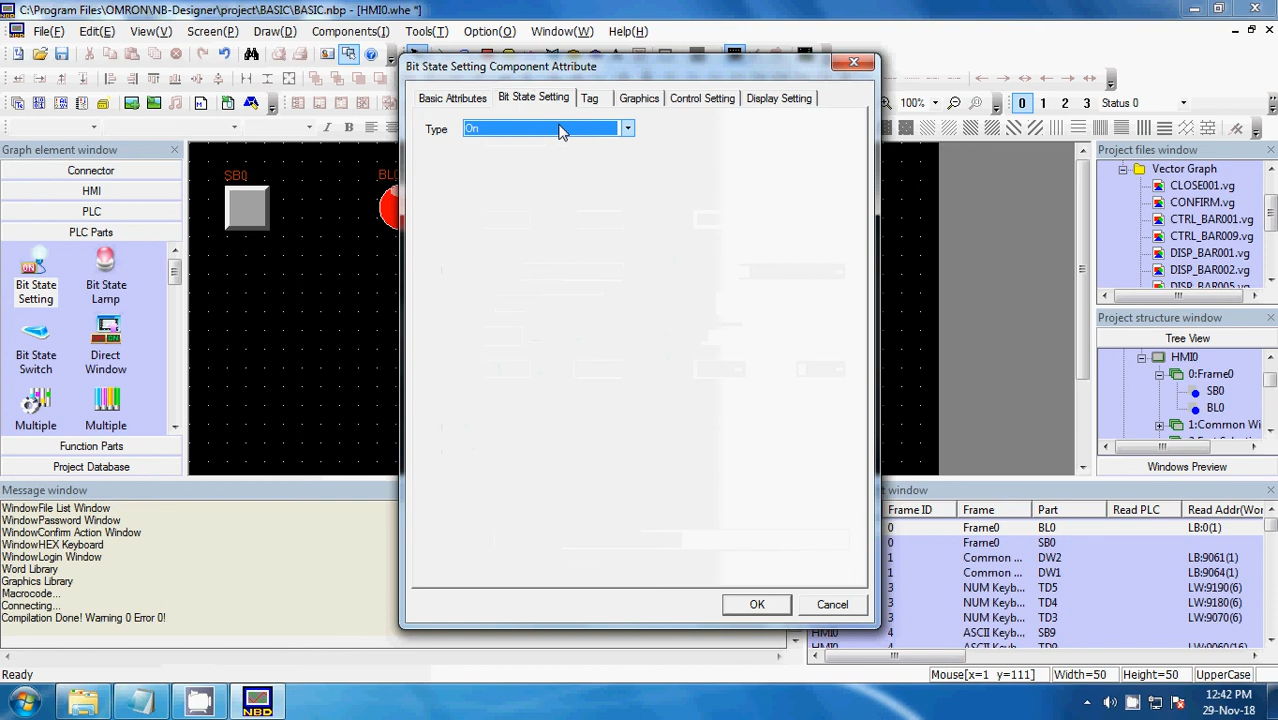 C:\Program Files\OMRON\NB-Designer\project\BASIC\BASIC.nbp - [HMI0.whe *]
File(F) Edit(E) View(V) Screen(P) Draw(D) Components(I) Tools(T) Option(O) Window(W) Help(H)
100% 0 1 2 3 Status 0
Bit State Setting Component Attribute
Basic Attributes Bit State Setting Tag Graphics Control Setting Display Setting
Type On
OK Cancel
Graph element window
Connector
HMI
PLC
PLC Parts
Bit State Setting
Bit State Lamp
Bit State Switch
Direct Window
Multiple Multiple
Function Parts
Project Database
SB0
Project files window
Vector Graph
CLOSE001.vg
CONFIRM.vg
CTRL_BAR001.vg
CTRL_BAR009.vg
DISP_BAR001.vg
DISP_BAR002.vg
DISP_BAR005.vg
Project structure window
Tree View
HMI0
0:Frame0
SB0
BL0
1:Common Wi
Windows Preview
Message window
WindowFile List Window
WindowPassword Window
WindowConfirm Action Window
WindowHEX Keyboard
WindowLogin Window
Word Library
Graphics Library
Macrocode...
Connecting...
Compilation Done! Warning 0 Error 0!
window
Frame ID Frame Part Read PLC Read Addr(Wor
0 Frame0 BL0 LB:0(1)
0 Frame0 SB0
1 Common ... DW2 LB:9061(1)
1 Common ... DW1 LB:9064(1)
3 NUM Keyb... TD5 LW:9190(6)
3 NUM Keyb... TD4 LW:9180(6)
3 NUM Keyb... TD2 LW:9070(6)
HMI0 4 ASCII Key... SB9
Ready
Mouse[x=1 y=111] Width=50 Height=50 UpperCase
NBD
12:42 PM
29-Nov-18